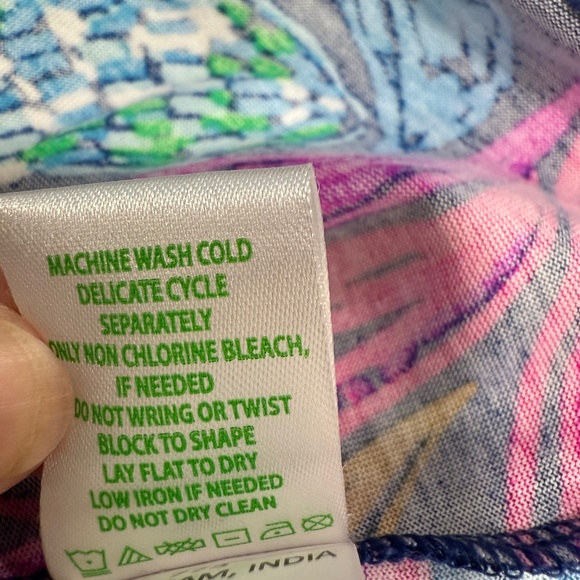 MACHINE WASH COLD
DELICATE CYCLE
SEPARATELY
ONLY NON CHLORINE BLEACH,
IF NEEDED
DO NOT WRING OR TWIST
BLOCK TO SHAPE
LAY FLAT TO DRY
LOW IRON IF NEEDED
DO NOT DRY CLEAN
INDIA